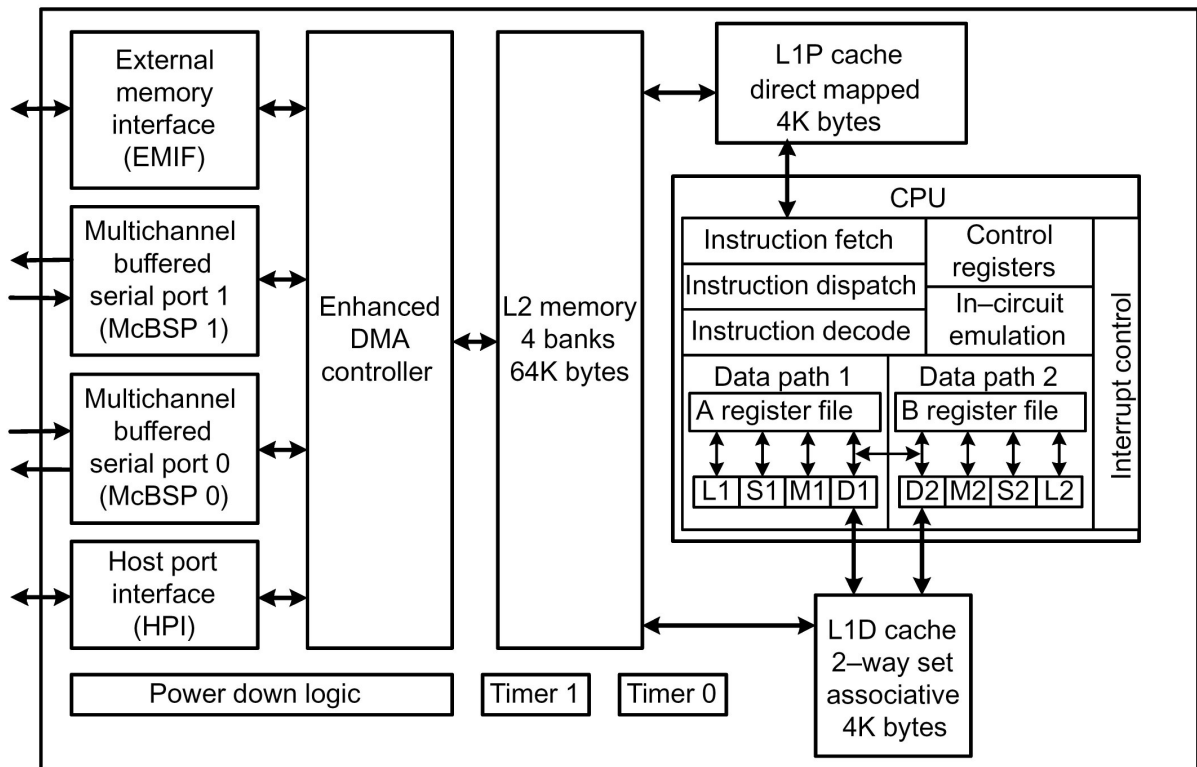 External
memory
interface
(EMIF)
Multichannel
buffered
serial port 1
(McBSP 1)
Multichannel
buffered
serial port 0
(McBSP 0)
Host port
interface
(HPI)
Enhanced
DMA
controller
L2 memory
4 banks
64K bytes
L1P cache
direct mapped
4K bytes
CPU
Instruction fetch
Instruction dispatch
Instruction decode
Control
registers
In–circuit
emulation
Interrupt control
Data path 1
A register file
L1 S1 M1 D1
Data path 2
B register file
D2 M2 S2 L2
L1D cache
2–way set
associative
4K bytes
Power down logic
Timer 1
Timer 0